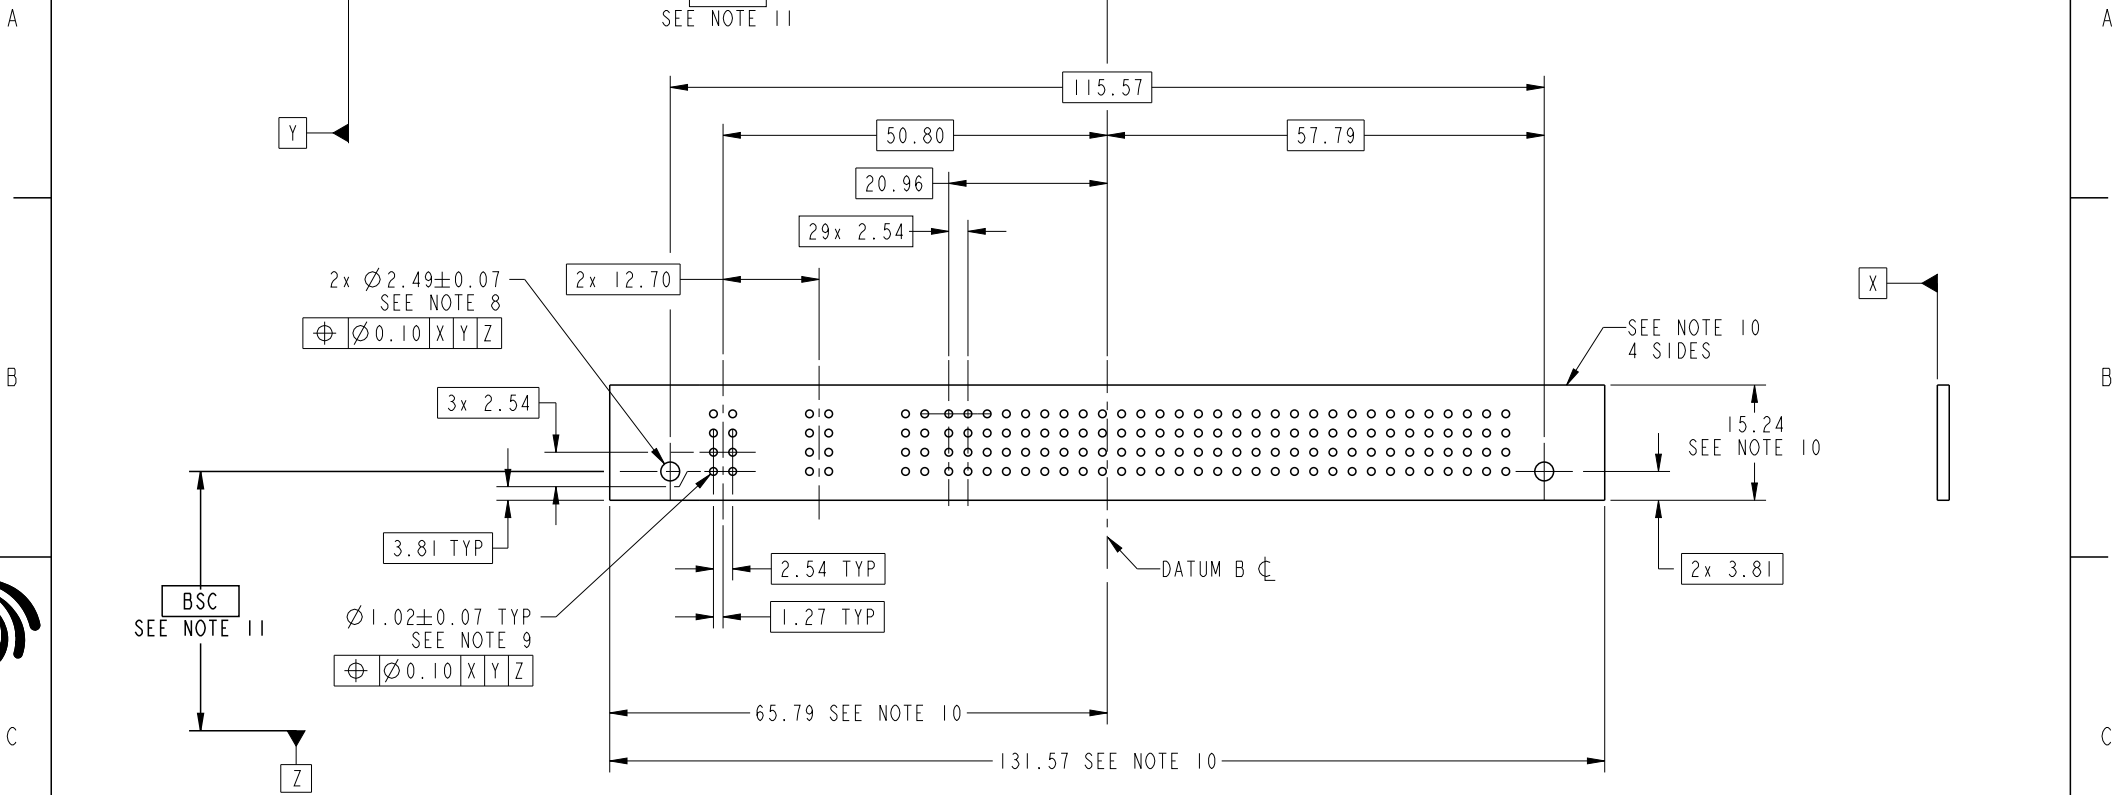 A
A
SEE NOTE 11
115.57
Y
50.80
57.79
20.96
29x 2.54
2x Ø2.49±0.07
SEE NOTE 8
⌖ Ø0.10 X Y Z
2x 12.70
X
SEE NOTE 10
4 SIDES
B
B
3x 2.54
15.24
SEE NOTE 10
3.81 TYP
2.54 TYP
DATUM B ℄
2x 3.81
BSC
SEE NOTE 11
Ø1.02±0.07 TYP
SEE NOTE 9
⌖ Ø0.10 X Y Z
1.27 TYP
65.79 SEE NOTE 10
C
C
131.57 SEE NOTE 10
Z